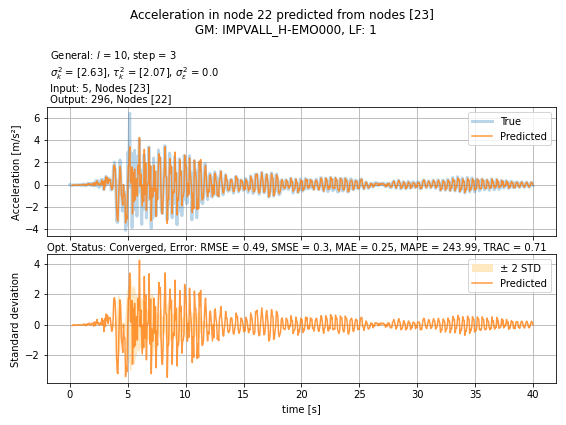 Acceleration in node 22 predicted from nodes [23]
GM: IMPVALL_H-EMO000, LF: 1
General: l = 10, step = 3
σ²ₖ = [2.63], τ²ₖ = [2.07], σ²ε = 0.0
Input: 5, Nodes [23]
Output: 296, Nodes [22]
Acceleration [m/s²]
6
4
2
0
−2
−4
True
Predicted
Opt. Status: Converged, Error: RMSE = 0.49, SMSE = 0.3, MAE = 0.25, MAPE = 243.99, TRAC = 0.71
Standard deviation
4
2
0
−2
± 2 STD
Predicted
0 5 10 15 20 25 30 35 40
time [s]